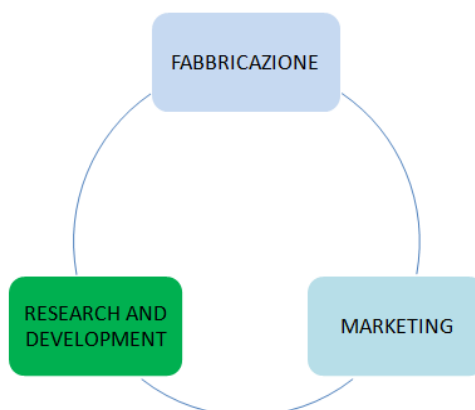 FABBRICAZIONE
RESEARCH AND
DEVELOPMENT
MARKETING